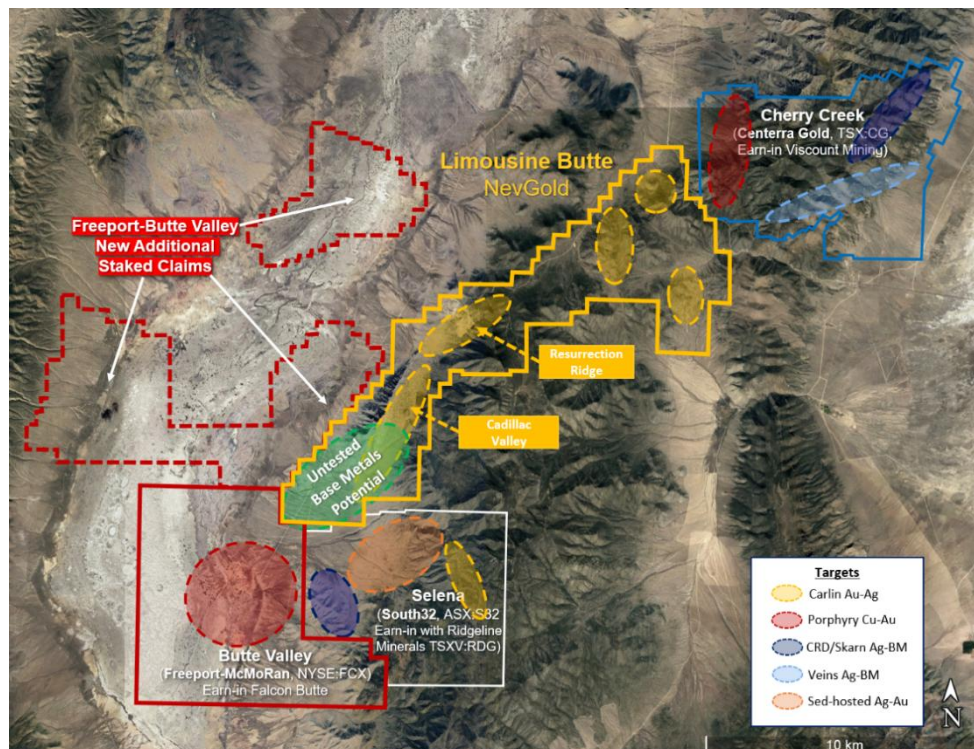 Cherry Creek
(Centerra Gold, TSX:CG,
Earn-in Viscount Mining)
Limousine Butte
NevGold
Freeport-Butte Valley
New Additional
Staked Claims
Resurrection
Ridge
Cadillac
Valley
Untested
Base Metals
Potential
Selena
(South32, ASX:S32
Earn-in with Ridgeline
Minerals TSXV:RDG)
Butte Valley
(Freeport-McMoRan, NYSE:FCX)
Earn-in Falcon Butte
Targets
Carlin Au-Ag
Porphyry Cu-Au
CRD/Skarn Ag-BM
Veins Ag-BM
Sed-hosted Ag-Au
N
10 km